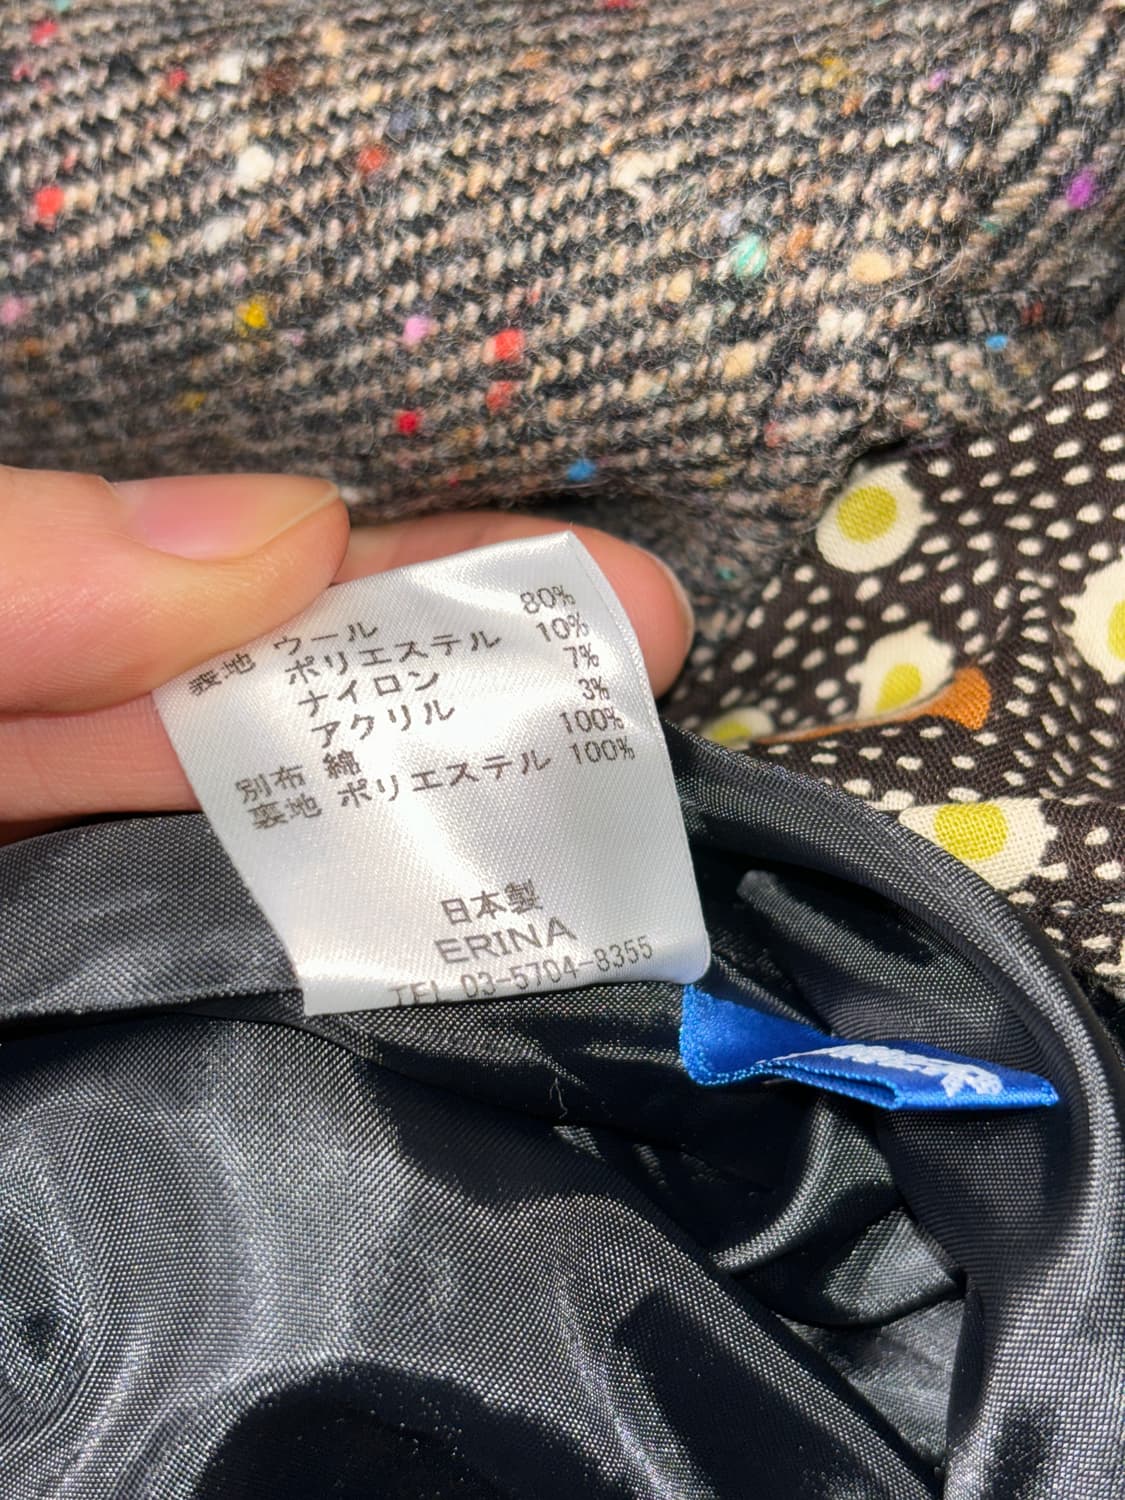 表地 ウール 80%
ポリエステル 10%
ナイロン 7%
アクリル 3%
別布 綿 100%
裏地 ポリエステル 100%
日本製
ERINA
TEL 03-5704-8355